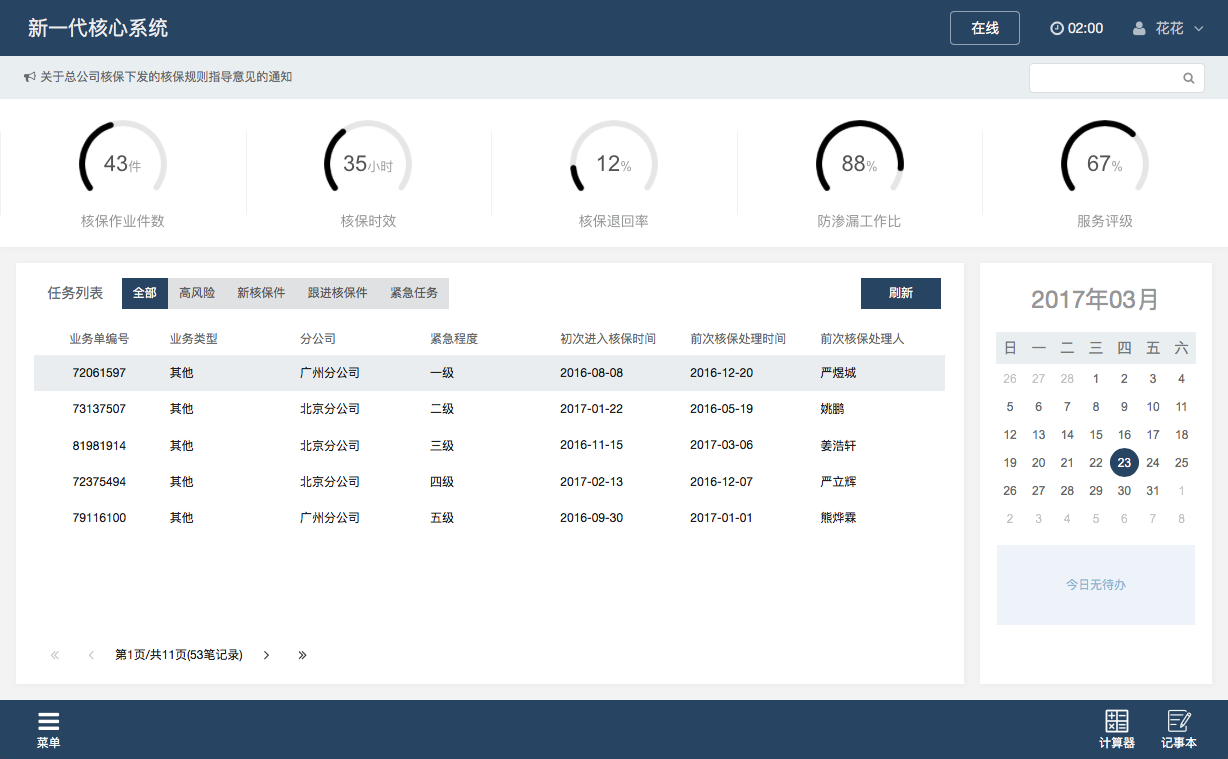 新一代核心系统 在线 02:00 花花
关于总公司核保下发的核保规则指导意见的通知
43件 35小时 12% 88% 67%
核保作业件数 核保时效 核保退回率 防渗漏工作比 服务评级
任务列表 全部 高风险 新核保件 跟进核保件 紧急任务 刷新
业务单编号 业务类型 分公司 紧急程度 初次进入核保时间 前次核保处理时间 前次核保处理人
72061597 其他 广州分公司 一级 2016-08-08 2016-12-20 严煜城
73137507 其他 北京分公司 二级 2017-01-22 2016-05-19 姚鹏
81981914 其他 北京分公司 三级 2016-11-15 2017-03-06 姜浩轩
72375494 其他 北京分公司 四级 2017-02-13 2016-12-07 严立辉
79116100 其他 广州分公司 五级 2016-09-30 2017-01-01 熊烨霖
« ‹ 第1页/共11页(53笔记录) › »
2017年03月
日 一 二 三 四 五 六
26 27 28 1 2 3 4
5 6 7 8 9 10 11
12 13 14 15 16 17 18
19 20 21 22 23 24 25
26 27 28 29 30 31 1
2 3 4 5 6 7 8
今日无待办
菜单 计算器 记事本